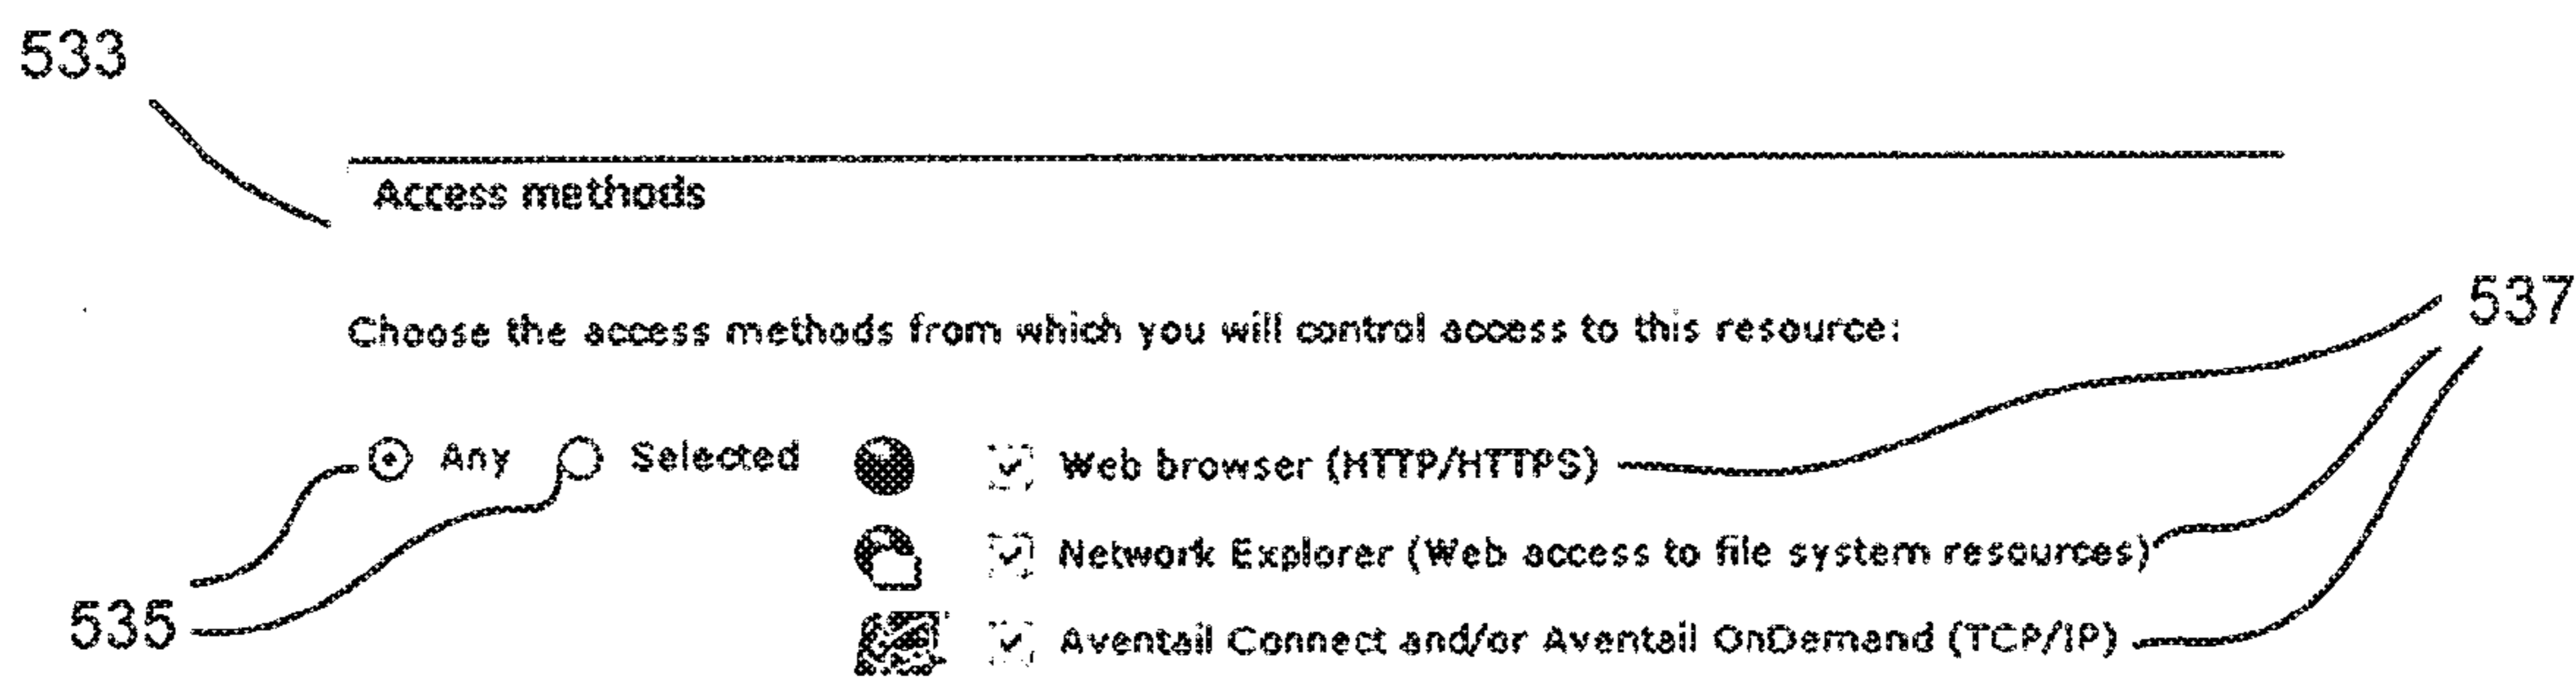 533
Access methods
Choose the access methods from which you will control access to this resource:
537
Any Selected Web browser (HTTP/HTTPS)
Network Explorer (Web access to file system resources)
535
Aventail Connect and/or Aventail OnDemand (TCP/IP)